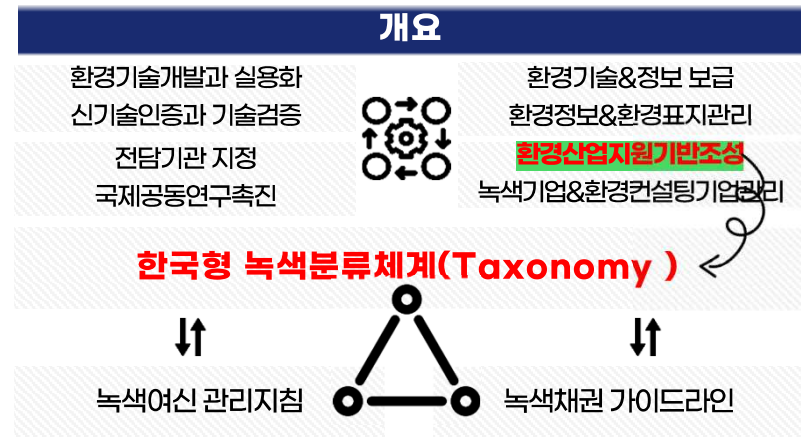 개요
환경기술개발과 실용화
신기술인증과 기술검증
전담기관 지정
국제공동연구촉진
환경기술&정보 보급
환경정보&환경표지관리
환경산업지원기반조성
녹색기업&환경컨설팅기업관리
한국형 녹색분류체계(Taxonomy )
녹색여신 관리지침
녹색채권 가이드라인